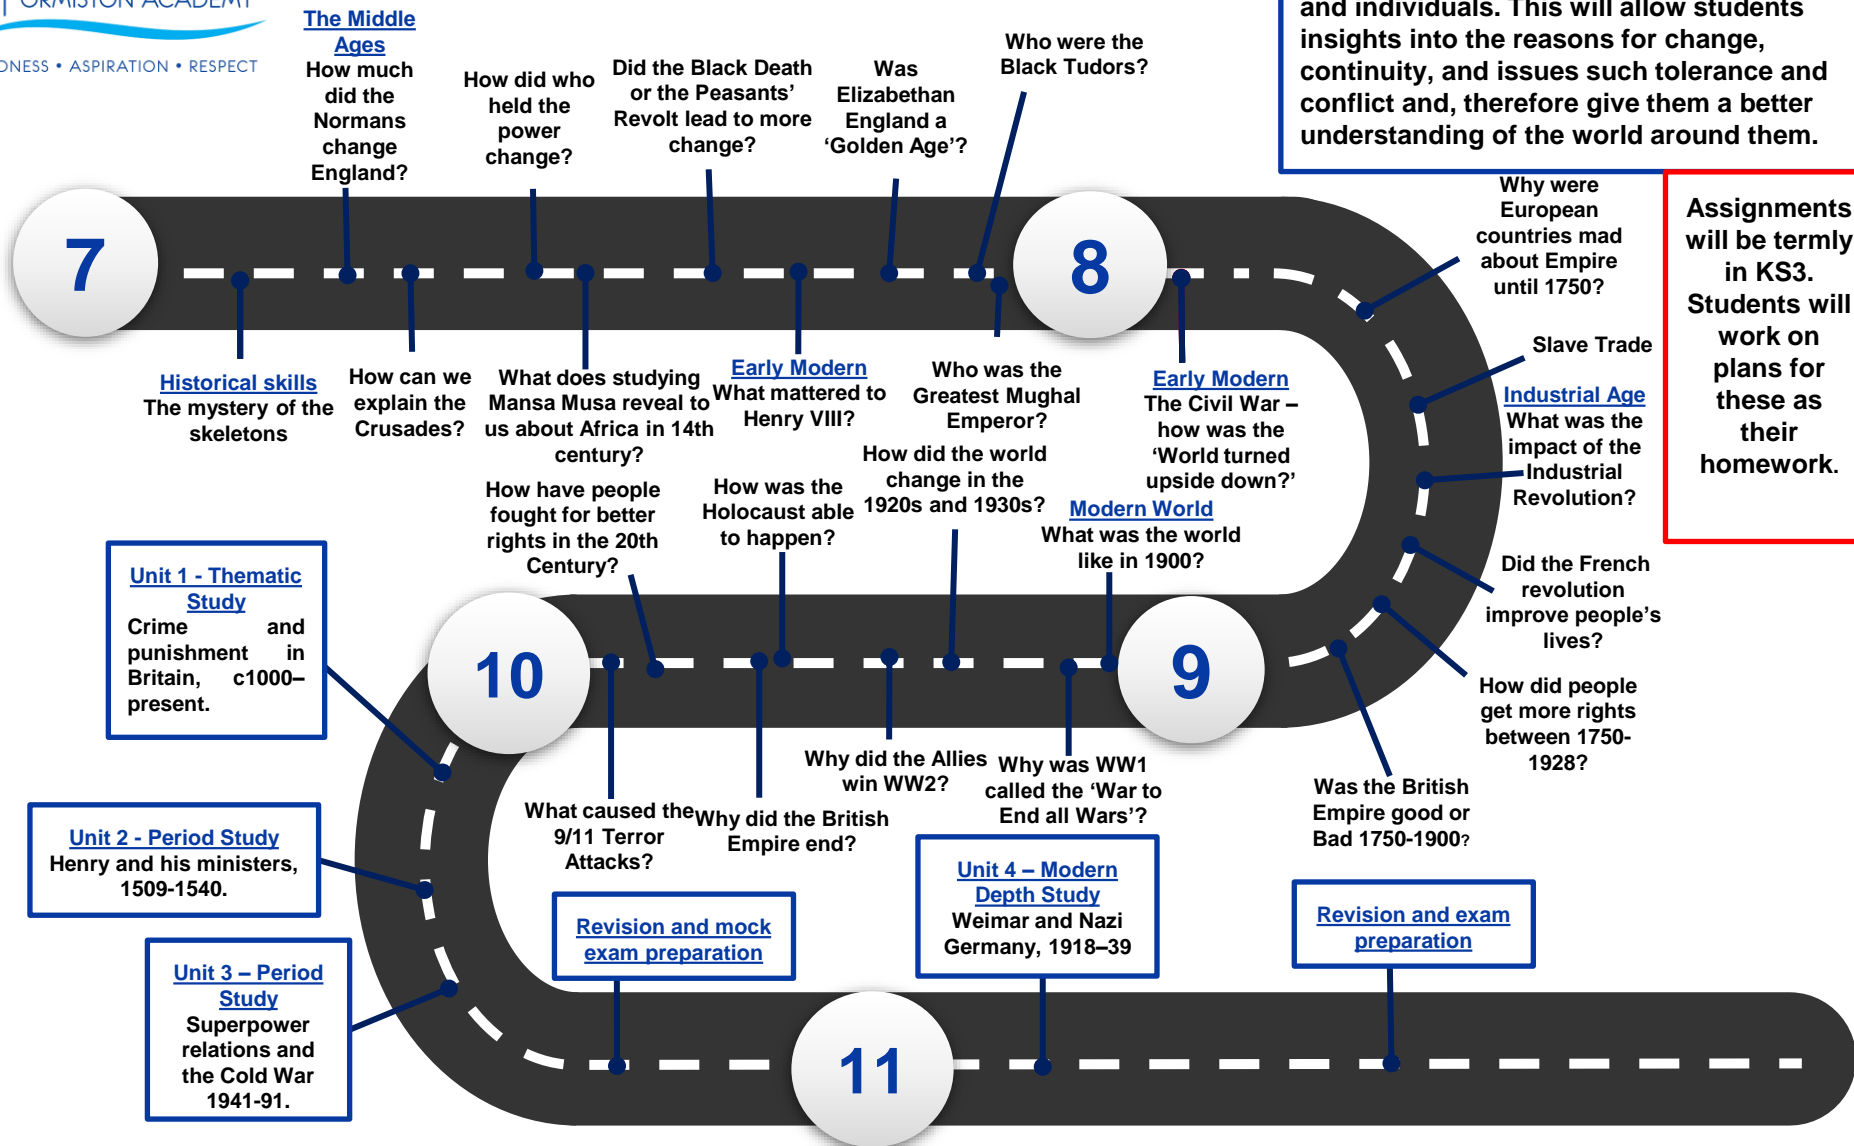 ORMISTON ACADEMY
• ASPIRATION • RESPECT
and individuals. This will allow students
insights into the reasons for change,
continuity, and issues such tolerance and
conflict and, therefore give them a better
understanding of the world around them.
Assignments
will be termly
in KS3.
Students will
work on
plans for
these as
their
homework.
7
Historical skills
The mystery of the
skeletons
The Middle
Ages
How much
did the
Normans
change
England?
How can we
explain the
Crusades?
How did who
held the
power
change?
What does studying
Mansa Musa reveal to
us about Africa in 14th
century?
Did the Black Death
or the Peasants’
Revolt lead to more
change?
Early Modern
What mattered to
Henry VIII?
Was
Elizabethan
England a
‘Golden Age’?
Who were the
Black Tudors?
Who was the
Greatest Mughal
Emperor?
8
Early Modern
The Civil War –
how was the
‘World turned
upside down?’
Why were
European
countries mad
about Empire
until 1750?
Slave Trade
Industrial Age
What was the
impact of the
Industrial
Revolution?
Did the French
revolution
improve people’s
lives?
How did people
get more rights
between 1750-
1928?
Was the British
Empire good or
Bad 1750-1900?
9
Modern World
What was the world
like in 1900?
Why was WW1
called the ‘War to
End all Wars’?
How did the world
change in the
1920s and 1930s?
Why did the Allies
win WW2?
How was the
Holocaust able
to happen?
Why did the British
Empire end?
How have people
fought for better
rights in the 20th
Century?
What caused the
9/11 Terror
Attacks?
10
Unit 1 - Thematic
Study
Crime and
punishment in
Britain, c1000–
present.
Unit 2 - Period Study
Henry and his ministers,
1509-1540.
Unit 3 – Period
Study
Superpower
relations and
the Cold War
1941-91.
Revision and mock
exam preparation
11
Unit 4 – Modern
Depth Study
Weimar and Nazi
Germany, 1918–39
Revision and exam
preparation